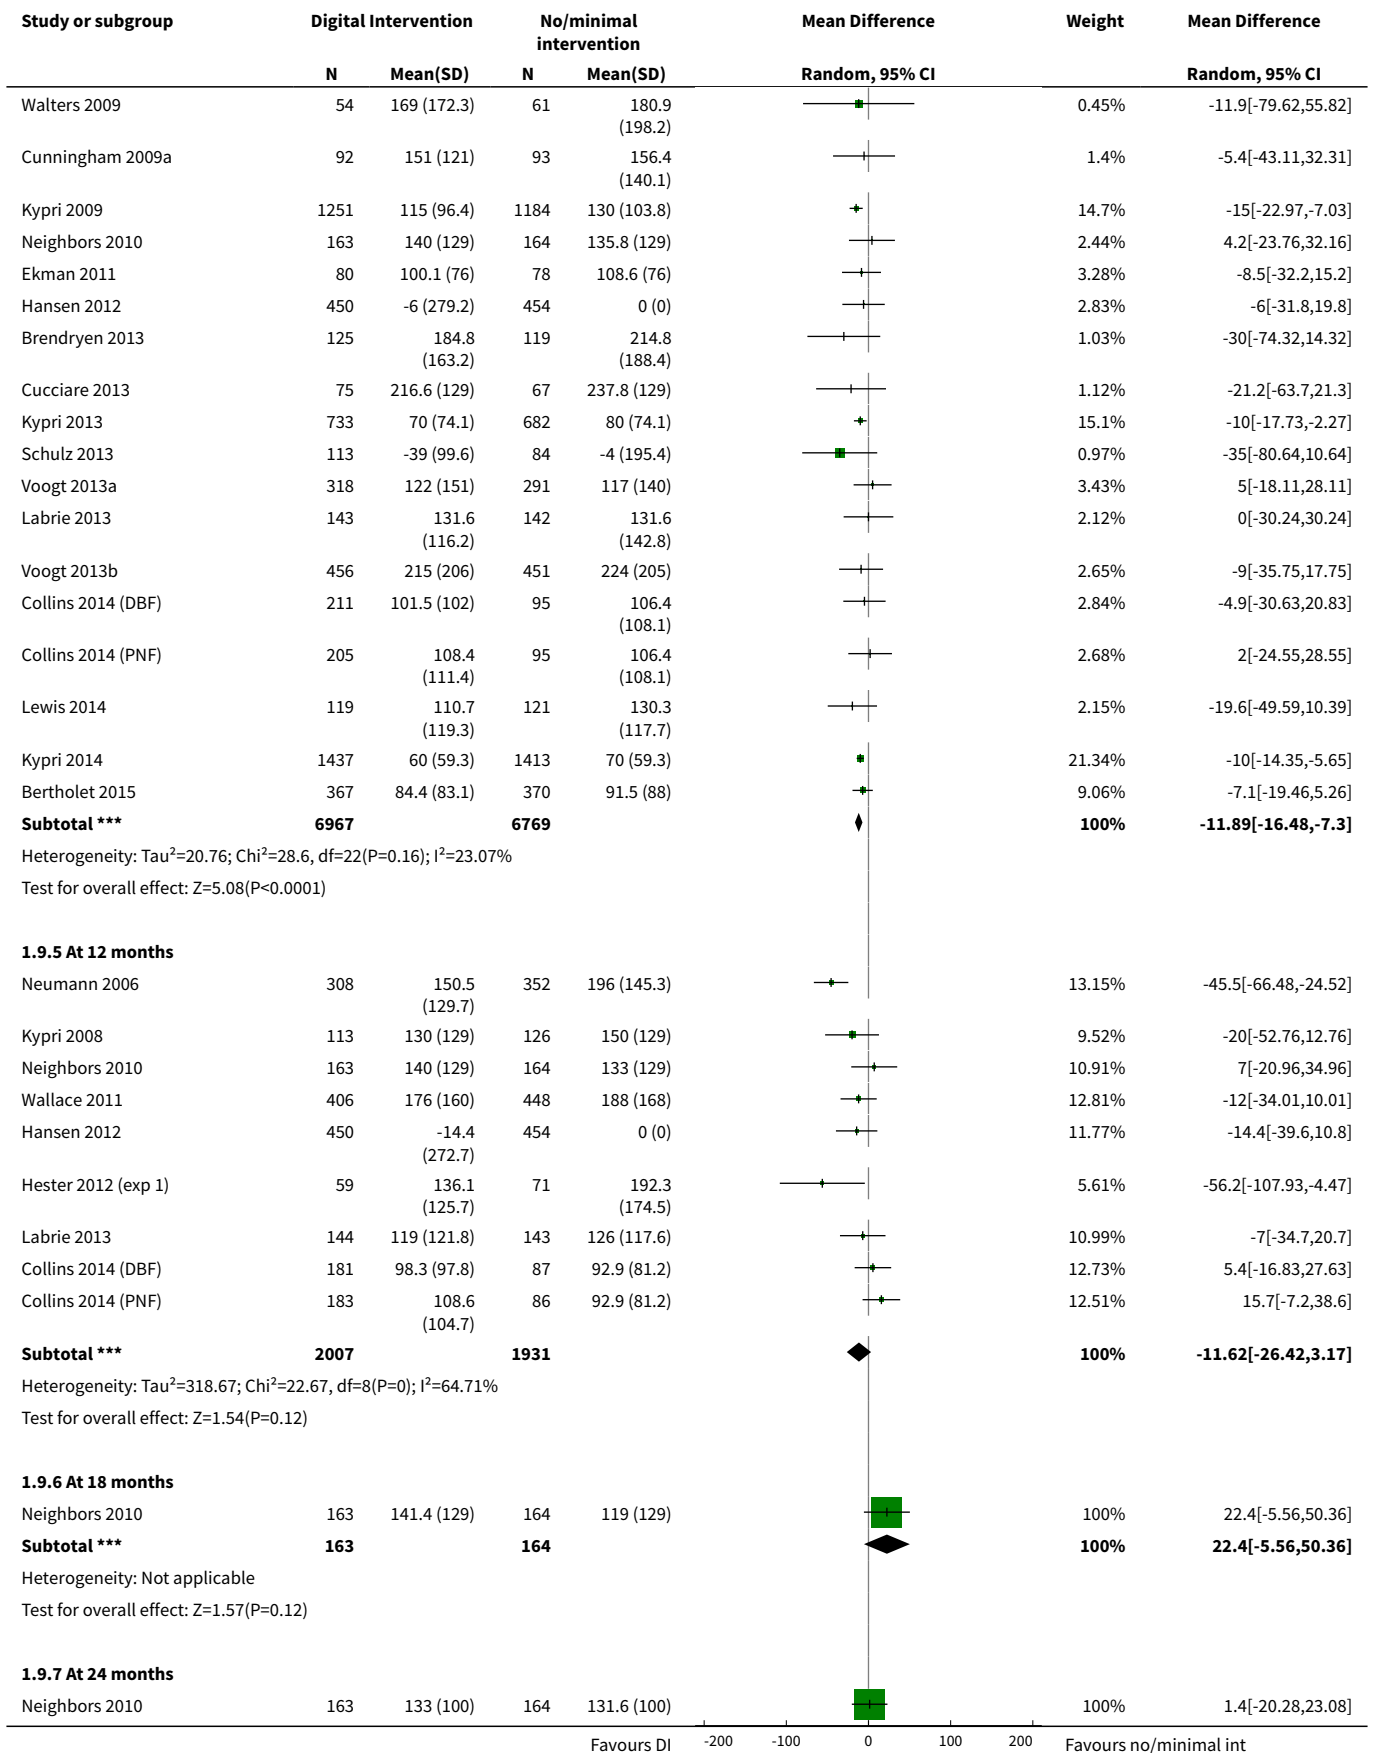 Study or subgroup Digital Intervention No/minimal intervention Mean Difference Weight Mean Difference
N Mean(SD) N Mean(SD) Random, 95% CI Random, 95% CI
Walters 2009 54 169 (172.3) 61 180.9 (198.2) 0.45% -11.9[-79.62,55.82]
Cunningham 2009a 92 151 (121) 93 156.4 (140.1) 1.4% -5.4[-43.11,32.31]
Kypri 2009 1251 115 (96.4) 1184 130 (103.8) 14.7% -15[-22.97,-7.03]
Neighbors 2010 163 140 (129) 164 135.8 (129) 2.44% 4.2[-23.76,32.16]
Ekman 2011 80 100.1 (76) 78 108.6 (76) 3.28% -8.5[-32.2,15.2]
Hansen 2012 450 -6 (279.2) 454 0 (0) 2.83% -6[-31.8,19.8]
Brendryen 2013 125 184.8 (163.2) 119 214.8 (188.4) 1.03% -30[-74.32,14.32]
Cucciare 2013 75 216.6 (129) 67 237.8 (129) 1.12% -21.2[-63.7,21.3]
Kypri 2013 733 70 (74.1) 682 80 (74.1) 15.1% -10[-17.73,-2.27]
Schulz 2013 113 -39 (99.6) 84 -4 (195.4) 0.97% -35[-80.64,10.64]
Voogt 2013a 318 122 (151) 291 117 (140) 3.43% 5[-18.11,28.11]
Labrie 2013 143 131.6 (116.2) 142 131.6 (142.8) 2.12% 0[-30.24,30.24]
Voogt 2013b 456 215 (206) 451 224 (205) 2.65% -9[-35.75,17.75]
Collins 2014 (DBF) 211 101.5 (102) 95 106.4 (108.1) 2.84% -4.9[-30.63,20.83]
Collins 2014 (PNF) 205 108.4 (111.4) 95 106.4 (108.1) 2.68% 2[-24.55,28.55]
Lewis 2014 119 110.7 (119.3) 121 130.3 (117.7) 2.15% -19.6[-49.59,10.39]
Kypri 2014 1437 60 (59.3) 1413 70 (59.3) 21.34% -10[-14.35,-5.65]
Bertholet 2015 367 84.4 (83.1) 370 91.5 (88) 9.06% -7.1[-19.46,5.26]
Subtotal *** 6967 6769 100% -11.89[-16.48,-7.3]
Heterogeneity: Tau²=20.76; Chi²=28.6, df=22(P=0.16); I²=23.07%
Test for overall effect: Z=5.08(P<0.0001)
1.9.5 At 12 months
Neumann 2006 308 150.5 (129.7) 352 196 (145.3) 13.15% -45.5[-66.48,-24.52]
Kypri 2008 113 130 (129) 126 150 (129) 9.52% -20[-52.76,12.76]
Neighbors 2010 163 140 (129) 164 133 (129) 10.91% 7[-20.96,34.96]
Wallace 2011 406 176 (160) 448 188 (168) 12.81% -12[-34.01,10.01]
Hansen 2012 450 -14.4 (272.7) 454 0 (0) 11.77% -14.4[-39.6,10.8]
Hester 2012 (exp 1) 59 136.1 (125.7) 71 192.3 (174.5) 5.61% -56.2[-107.93,-4.47]
Labrie 2013 144 119 (121.8) 143 126 (117.6) 10.99% -7[-34.7,20.7]
Collins 2014 (DBF) 181 98.3 (97.8) 87 92.9 (81.2) 12.73% 5.4[-16.83,27.63]
Collins 2014 (PNF) 183 108.6 (104.7) 86 92.9 (81.2) 12.51% 15.7[-7.2,38.6]
Subtotal *** 2007 1931 100% -11.62[-26.42,3.17]
Heterogeneity: Tau²=318.67; Chi²=22.67, df=8(P=0); I²=64.71%
Test for overall effect: Z=1.54(P=0.12)
1.9.6 At 18 months
Neighbors 2010 163 141.4 (129) 164 119 (129) 100% 22.4[-5.56,50.36]
Subtotal *** 163 164 100% 22.4[-5.56,50.36]
Heterogeneity: Not applicable
Test for overall effect: Z=1.57(P=0.12)
1.9.7 At 24 months
Neighbors 2010 163 133 (100) 164 131.6 (100) 100% 1.4[-20.28,23.08]
Favours DI -200 -100 0 100 200 Favours no/minimal int